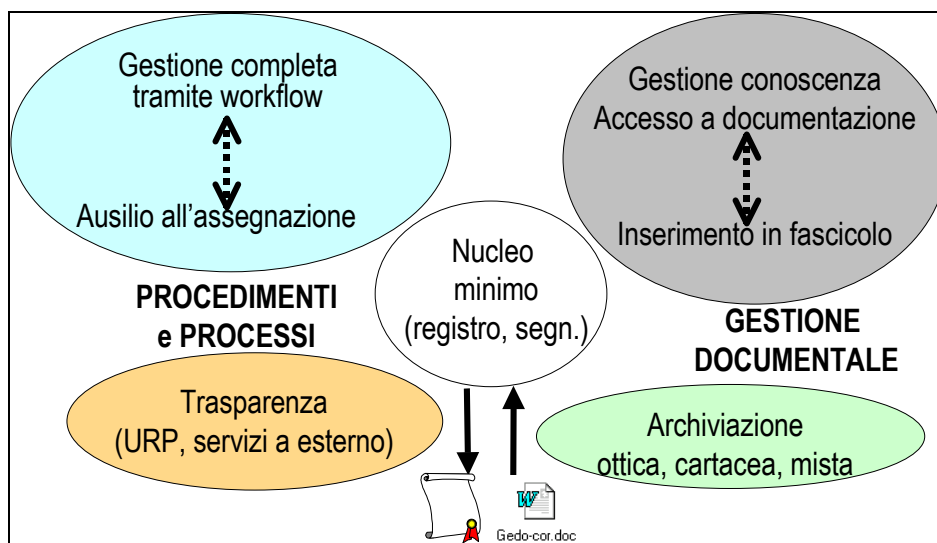 Gestione completa
tramite workflow
Ausilio all'assegnazione
Gestione conoscenza
Accesso a documentazione
Inserimento in fascicolo
Nucleo
minimo
(registro, segn.)
PROCEDIMENTI
e PROCESSI
GESTIONE
DOCUMENTALE
Trasparenza
(URP, servizi a esterno)
Archiviazione
ottica, cartacea, mista
W
Gedo-cor.doc